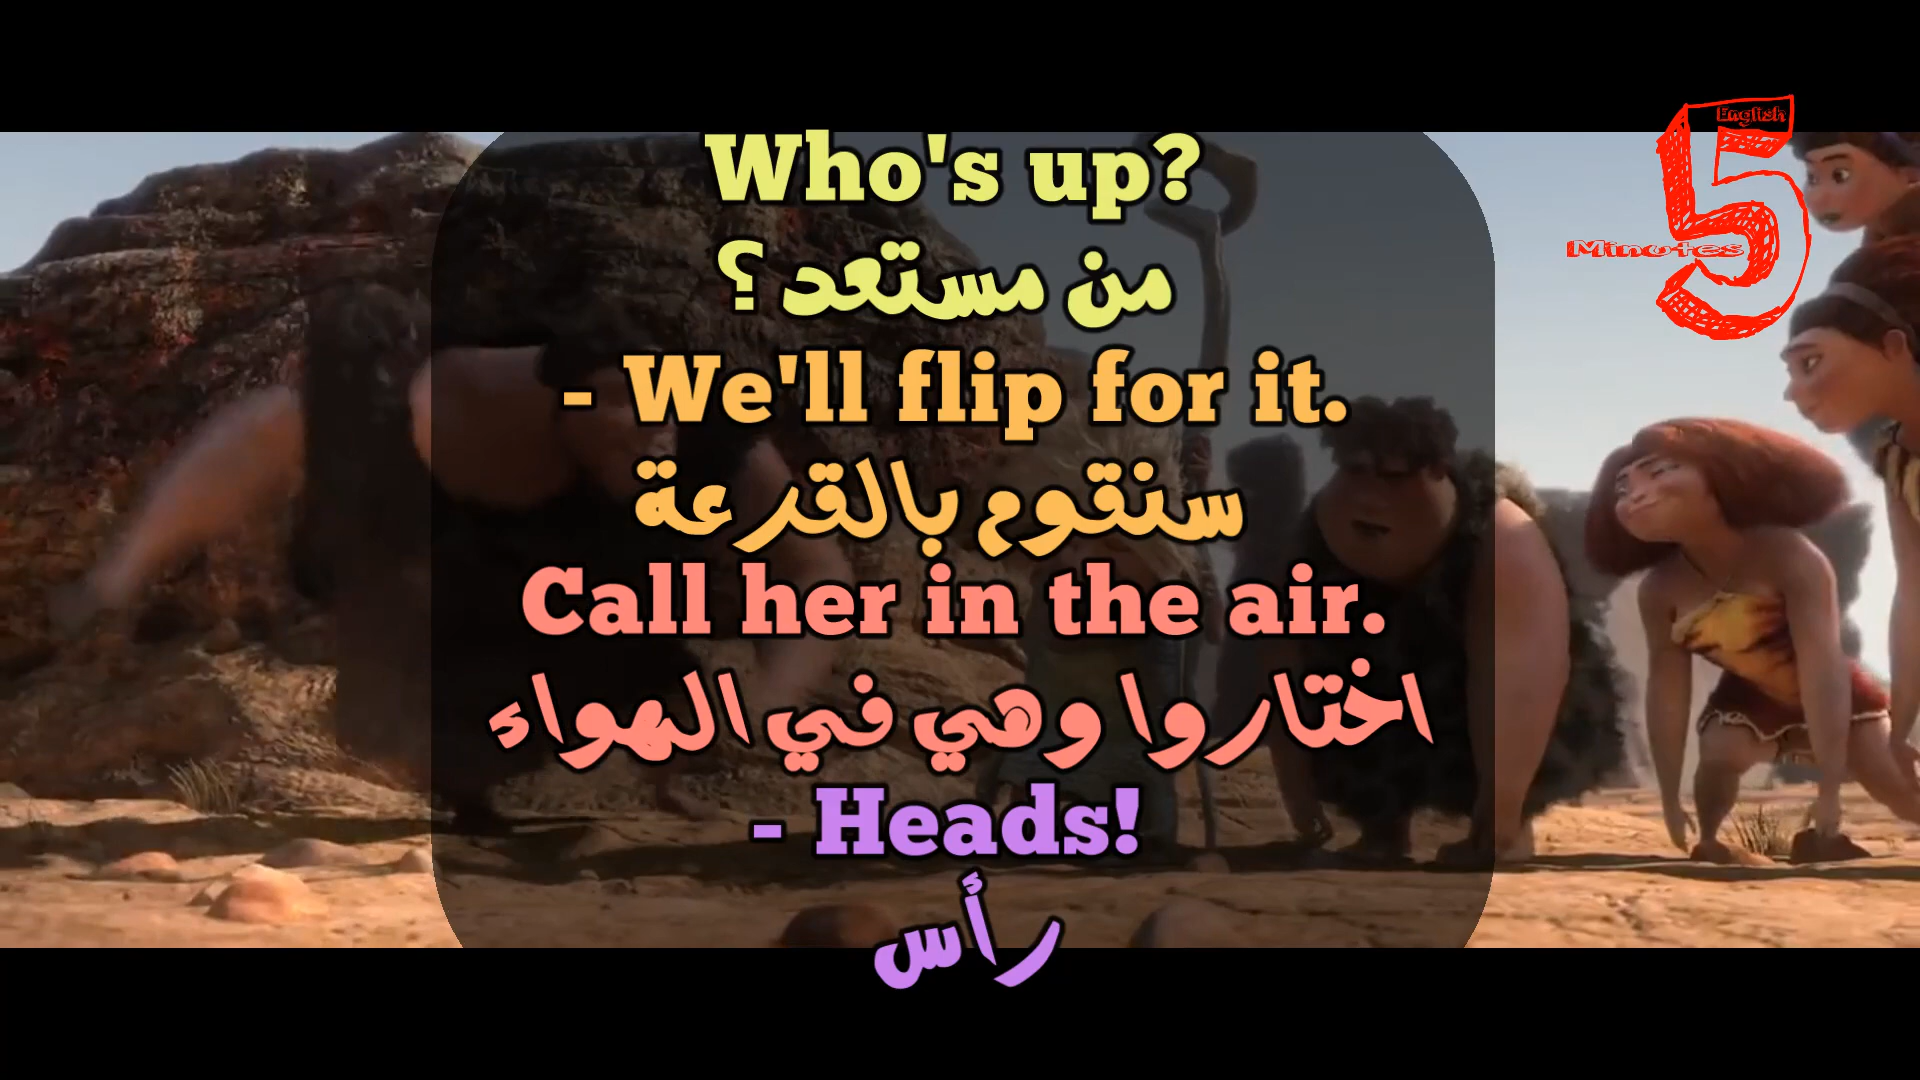 Who's up?
من مستعد ؟
- We'll flip for it.
سنقوم بالقرعة
Call her in the air.
اختاروا وهي في الهواء
- Heads!
رأس
English
5
Minutes